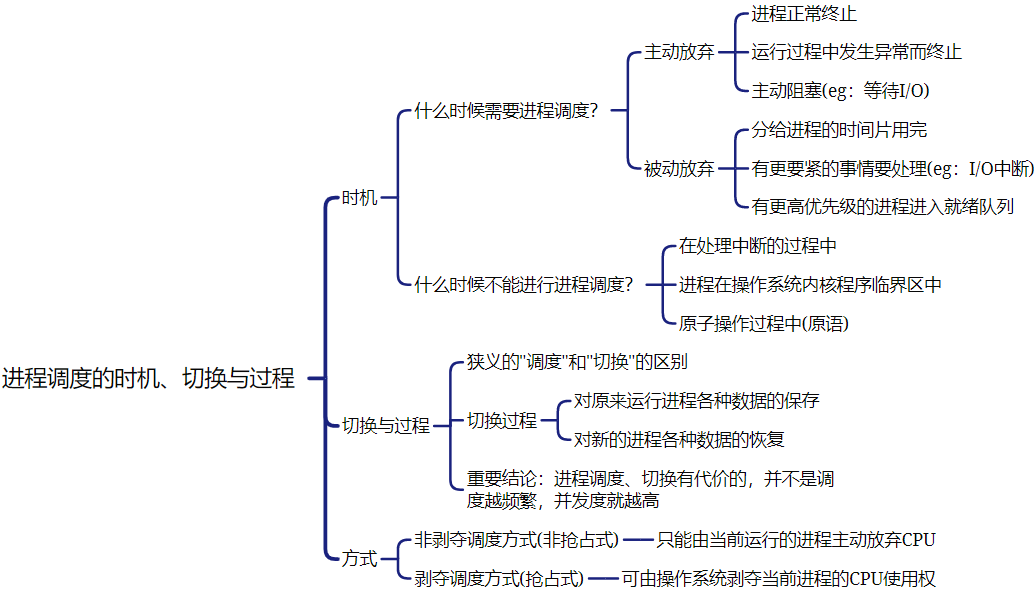 进程调度的时机、切换与过程
时机
什么时候需要进程调度？
主动放弃
进程正常终止
运行过程中发生异常而终止
主动阻塞(eg：等待I/O)
被动放弃
分给进程的时间片用完
有更要紧的事情要处理(eg：I/O中断)
有更高优先级的进程进入就绪队列
什么时候不能进行进程调度？
在处理中断的过程中
进程在操作系统内核程序临界区中
原子操作过程中(原语)
切换与过程
狭义的"调度"和"切换"的区别
切换过程
对原来运行进程各种数据的保存
对新的进程各种数据的恢复
重要结论：进程调度、切换有代价的，并不是调
度越频繁，并发度就越高
方式
非剥夺调度方式(非抢占式)
只能由当前运行的进程主动放弃CPU
剥夺调度方式(抢占式)
可由操作系统剥夺当前进程的CPU使用权